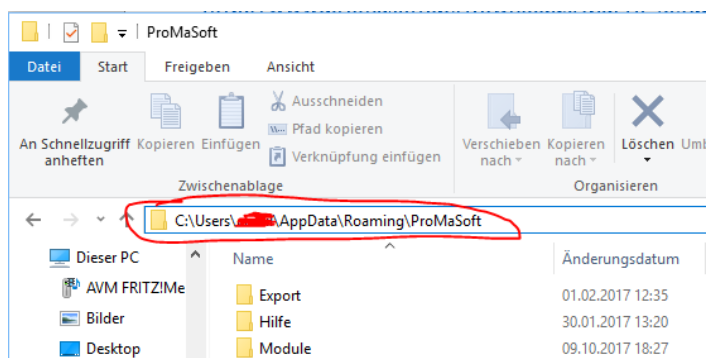 ProMaSoft
Datei Start Freigeben Ansicht
An Schnellzugriff anheften
Kopieren
Einfügen
Ausschneiden
Pfad kopieren
Verknüpfung einfügen
Verschieben nach
Kopieren nach
Löschen
Zwischenablage
Organisieren
C:\Users\ \AppData\Roaming\ProMaSoft
Dieser PC
AVM FRITZ!Me
Bilder
Desktop
Name Änderungsdatum
Export 01.02.2017 12:35
Hilfe 30.01.2017 13:20
Module 09.10.2017 18:27